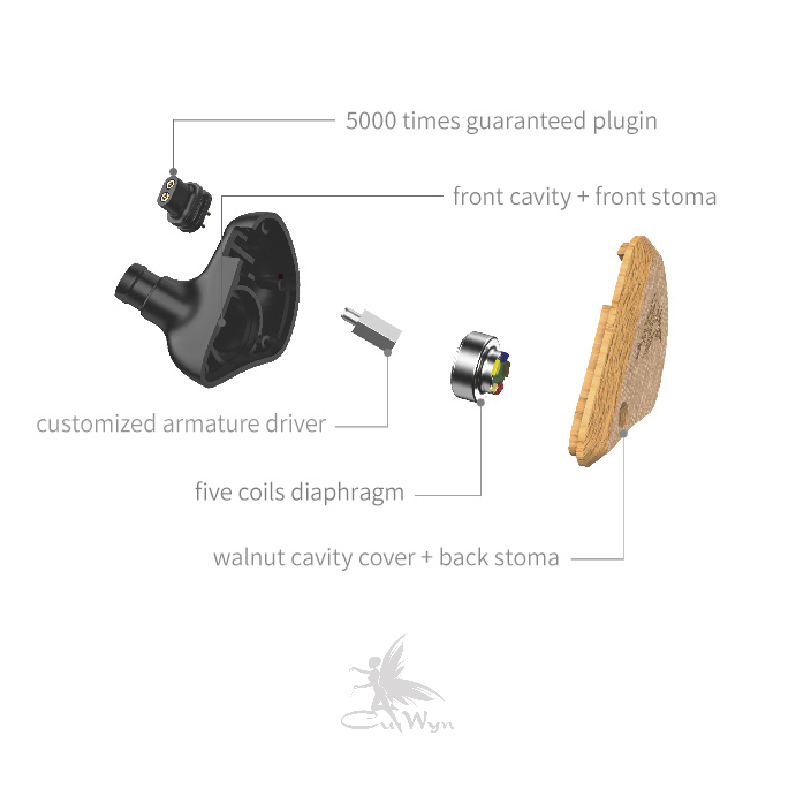 5000 times guaranteed plugin
front cavity + front stoma
customized armature driver
five coils diaphragm
walnut cavity cover + back stoma
CuWyn